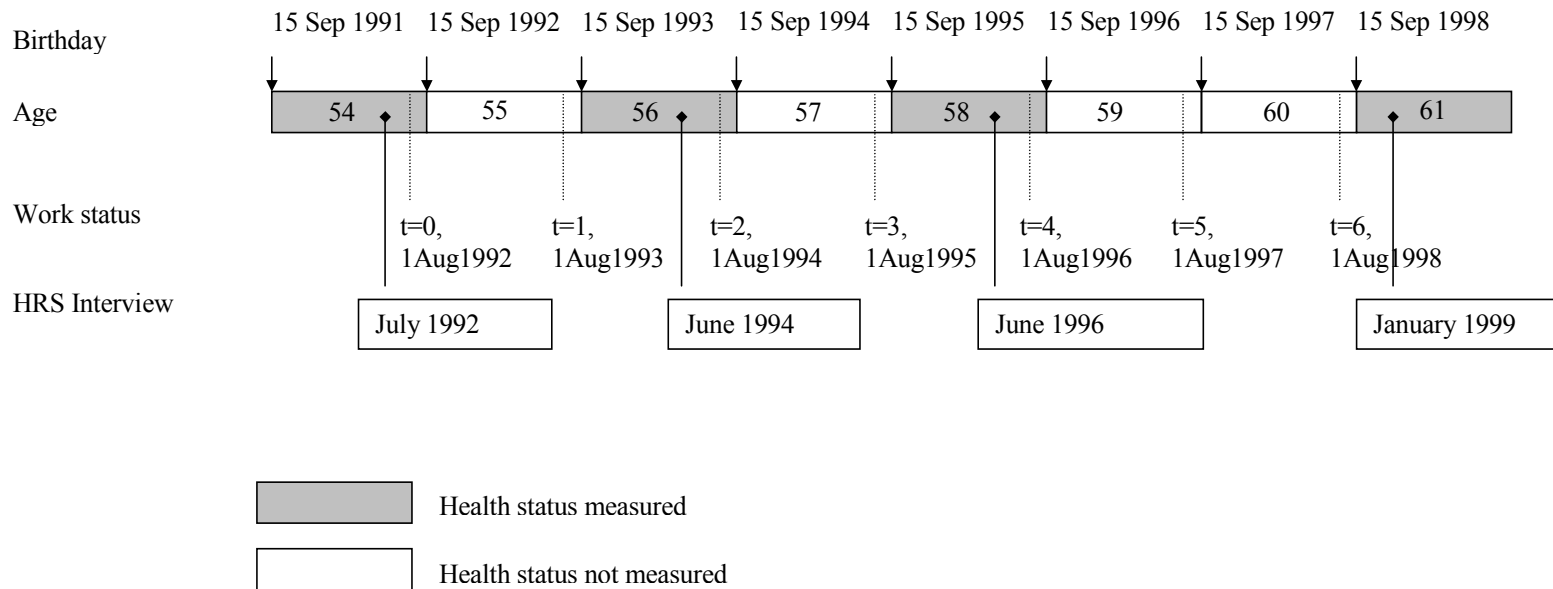 Birthday
15 Sep 1991 15 Sep 1992 15 Sep 1993 15 Sep 1994 15 Sep 1995 15 Sep 1996 15 Sep 1997 15 Sep 1998
Age
54 55 56 57 58 59 60 61
Work status
t=0, t=1, t=2, t=3, t=4, t=5, t=6,
1Aug1992 1Aug1993 1Aug1994 1Aug1995 1Aug1996 1Aug1997 1Aug1998
HRS Interview
July 1992 June 1994 June 1996 January 1999
Health status measured
Health status not measured